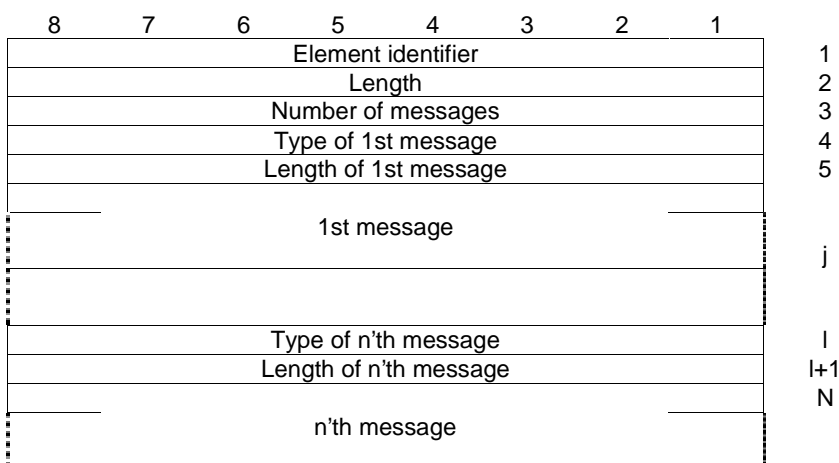 8 7 6 5 4 3 2 1
Element identifier 1
Length 2
Number of messages 3
Type of 1st message 4
Length of 1st message 5
1st message
j
Type of n'th message l
Length of n'th message l+1
N
n'th message